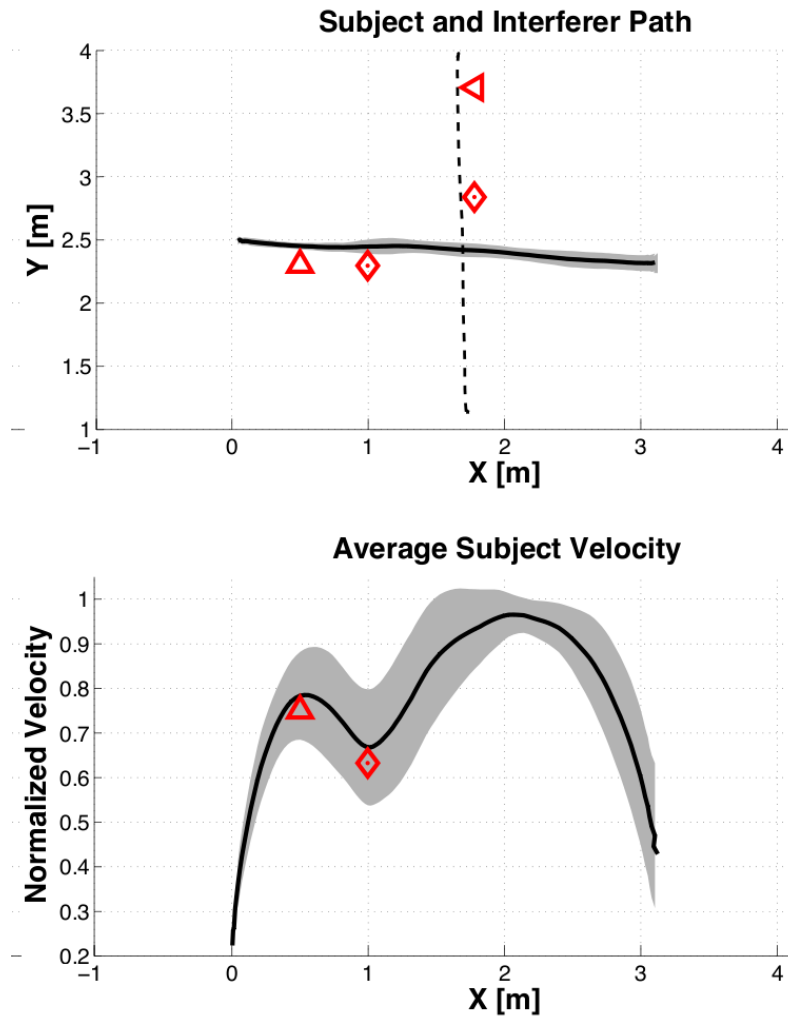 Subject and Interferer Path
4
3.5
3
2.5
2
1.5
1
Y [m]
−1 0 1 2 3 4
X [m]
Average Subject Velocity
1
0.9
0.8
0.7
0.6
0.5
0.4
0.3
0.2
Normalized Velocity
−1 0 1 2 3 4
X [m]